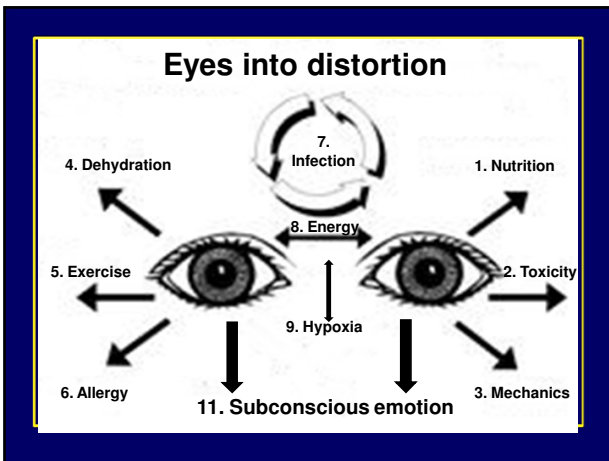 Eyes into distortion
7.
Infection
4. Dehydration
1. Nutrition
8. Energy
5. Exercise
2. Toxicity
9. Hypoxia
6. Allergy
3. Mechanics
11. Subconscious emotion